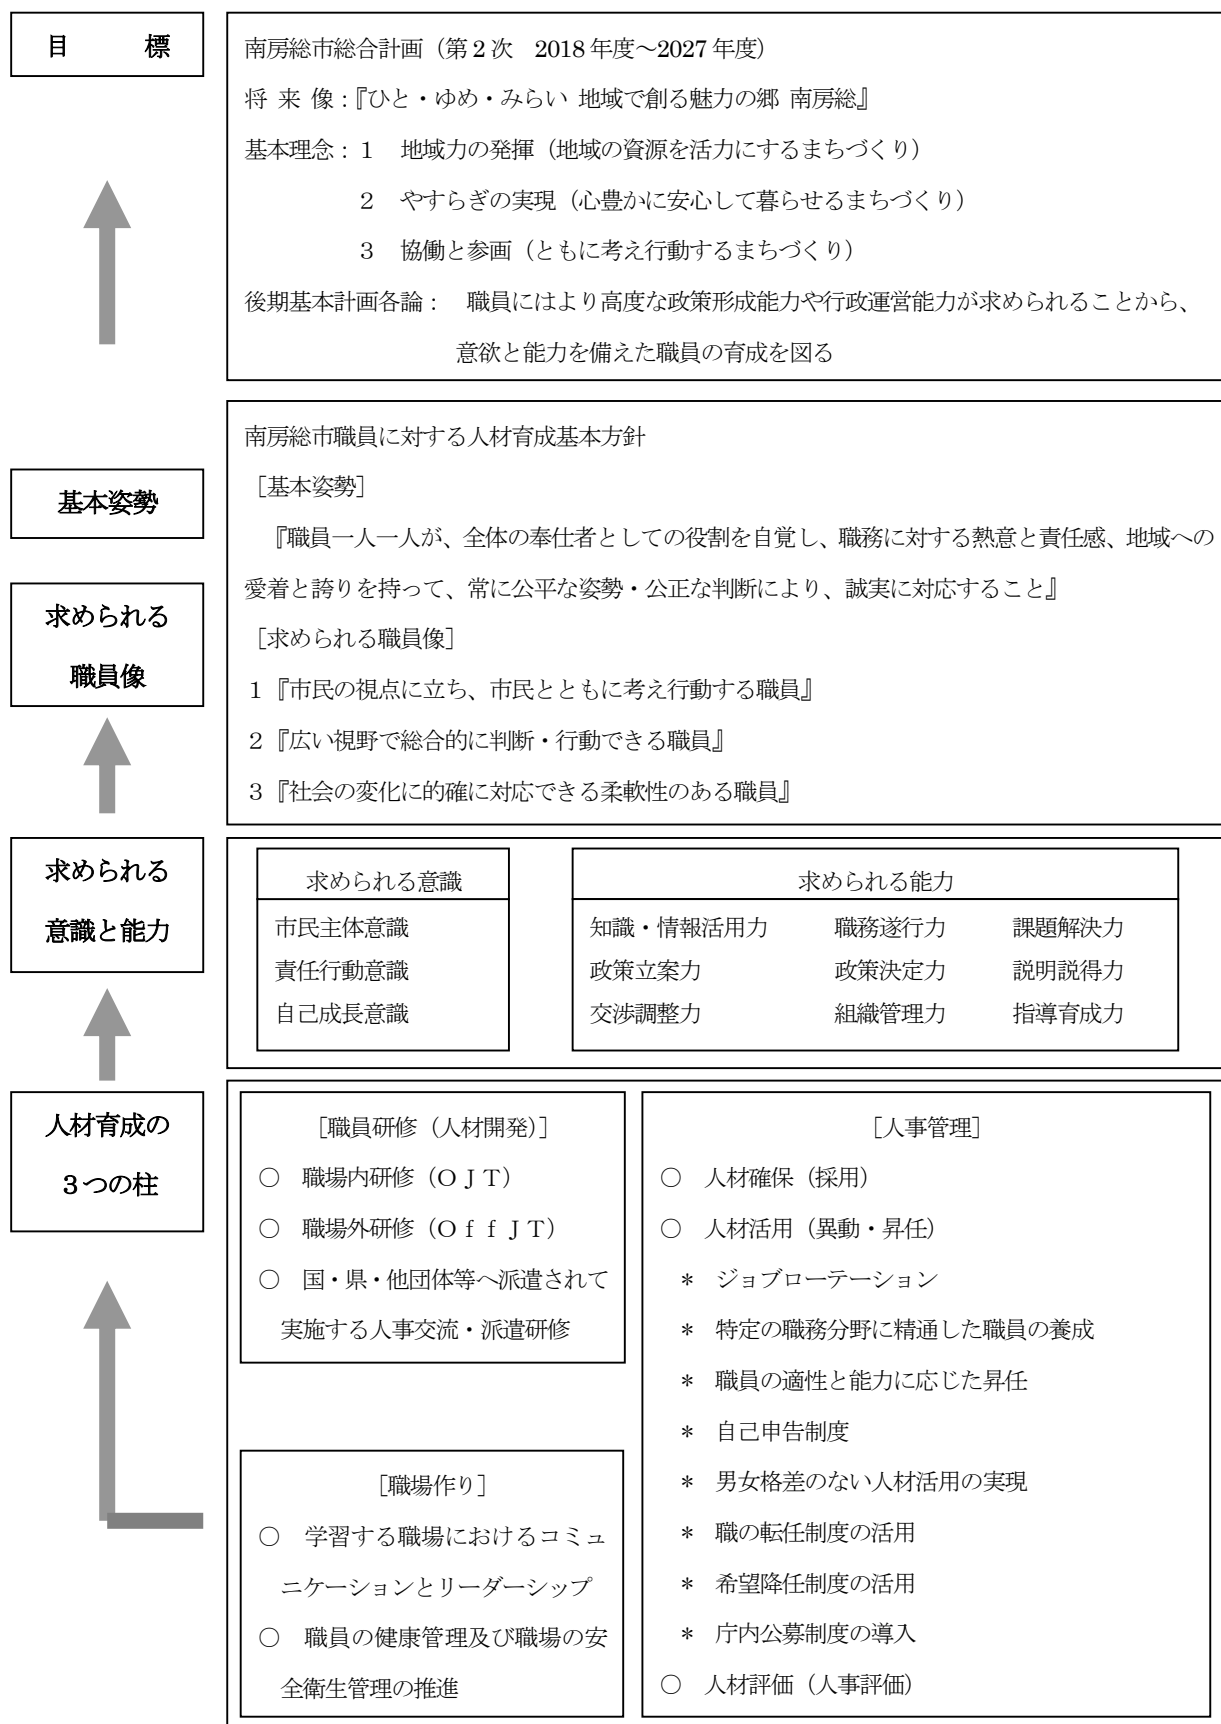 目　　標
南房総市総合計画（第２次　2018年度～2027年度）
将 来 像：『ひと・ゆめ・みらい 地域で創る魅力の郷 南房総』
基本理念：１　地域力の発揮（地域の資源を活力にするまちづくり）
２　やすらぎの実現（心豊かに安心して暮らせるまちづくり）
３　協働と参画（ともに考え行動するまちづくり）
後期基本計画各論：　職員にはより高度な政策形成能力や行政運営能力が求められることから、
意欲と能力を備えた職員の育成を図る
基本姿勢
求められる
職員像
南房総市職員に対する人材育成基本方針
［基本姿勢］
『職員一人一人が、全体の奉仕者としての役割を自覚し、職務に対する熱意と責任感、地域への
愛着と誇りを持って、常に公平な姿勢・公正な判断により、誠実に対応すること』
［求められる職員像］
１『市民の視点に立ち、市民とともに考え行動する職員』
２『広い視野で総合的に判断・行動できる職員』
３『社会の変化に的確に対応できる柔軟性のある職員』
求められる
意識と能力
求められる意識
市民主体意識
責任行動意識
自己成長意識
求められる能力
知識・情報活用力　職務遂行力　課題解決力
政策立案力　政策決定力　説明説得力
交渉調整力　組織管理力　指導育成力
人材育成の
３つの柱
［職員研修（人材開発）］
○　職場内研修（ＯＪＴ）
○　職場外研修（ＯｆｆＪＴ）
○　国・県・他団体等へ派遣されて
実施する人事交流・派遣研修
［職場作り］
○　学習する職場におけるコミュ
ニケーションとリーダーシップ
○　職員の健康管理及び職場の安
全衛生管理の推進
［人事管理］
○　人材確保（採用）
○　人材活用（異動・昇任）
＊　ジョブローテーション
＊　特定の職務分野に精通した職員の養成
＊　職員の適性と能力に応じた昇任
＊　自己申告制度
＊　男女格差のない人材活用の実現
＊　職の転任制度の活用
＊　希望降任制度の活用
＊　庁内公募制度の導入
○　人材評価（人事評価）